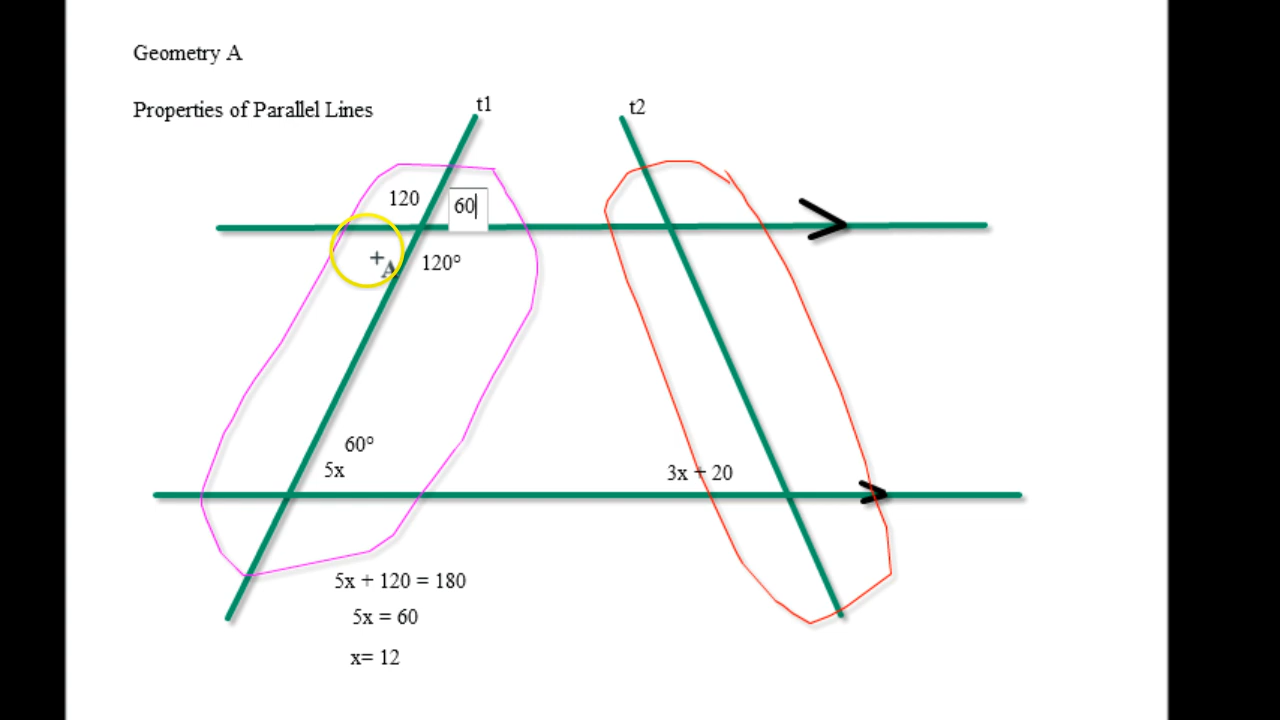 Geometry A
t1
t2
Properties of Parallel Lines
120
60
120°
A
60°
5x
3x + 20
5x + 120 = 180
5x = 60
x= 12